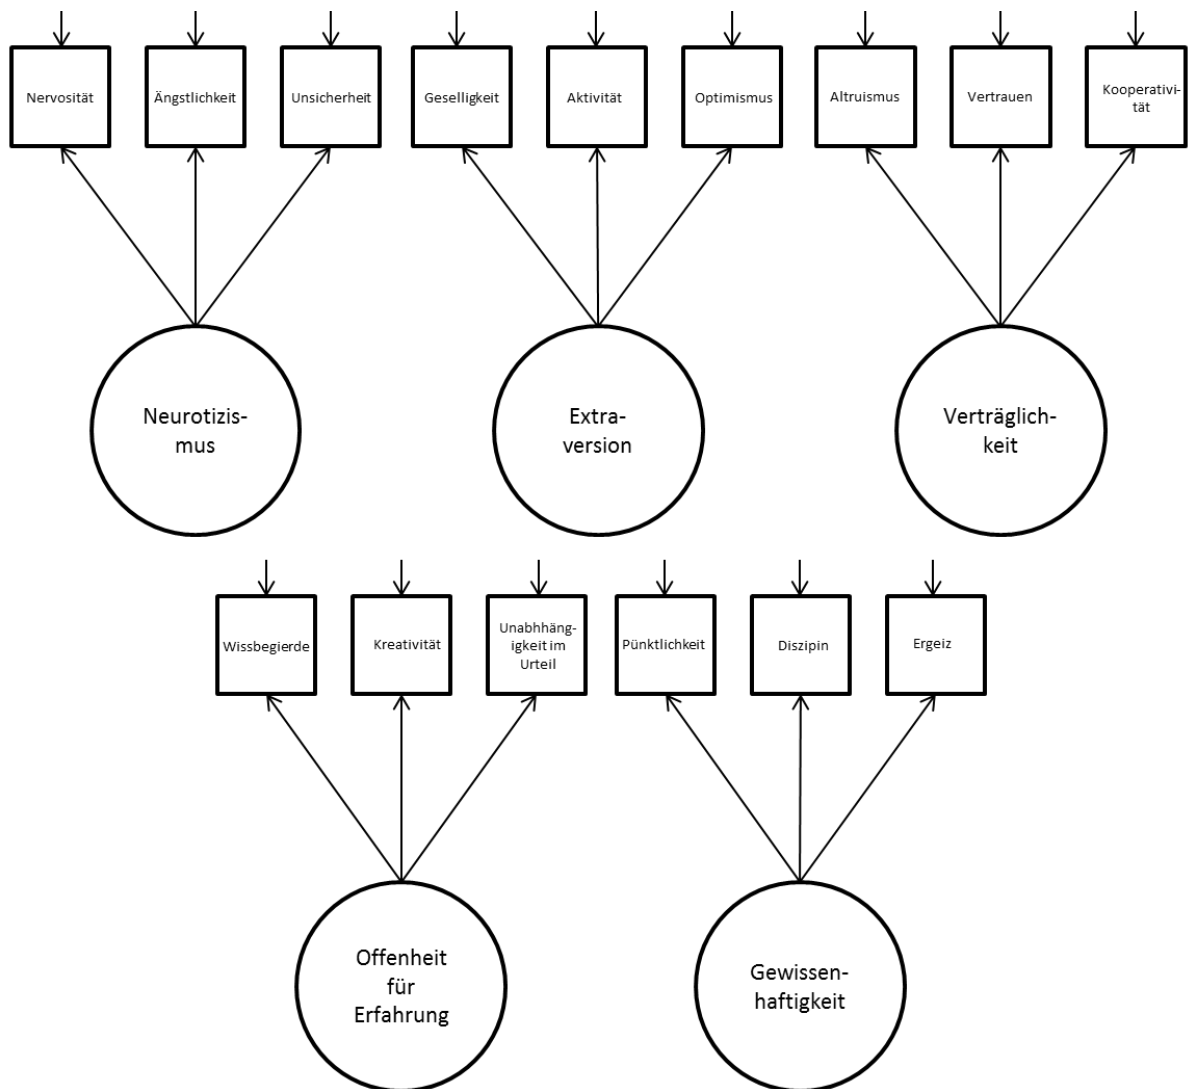 Nervosität
Ängstlichkeit
Unsicherheit
Geselligkeit
Aktivität
Optimismus
Altruismus
Vertrauen
Kooperativi-
tät
Neurotizis-
mus
Extra-
version
Verträglich-
keit
Wissbegierde
Kreativität
Unabhhäng-
igkeit im
Urteil
Pünktlichkeit
Diszipin
Ergeiz
Offenheit
für
Erfahrung
Gewissen-
haftigkeit